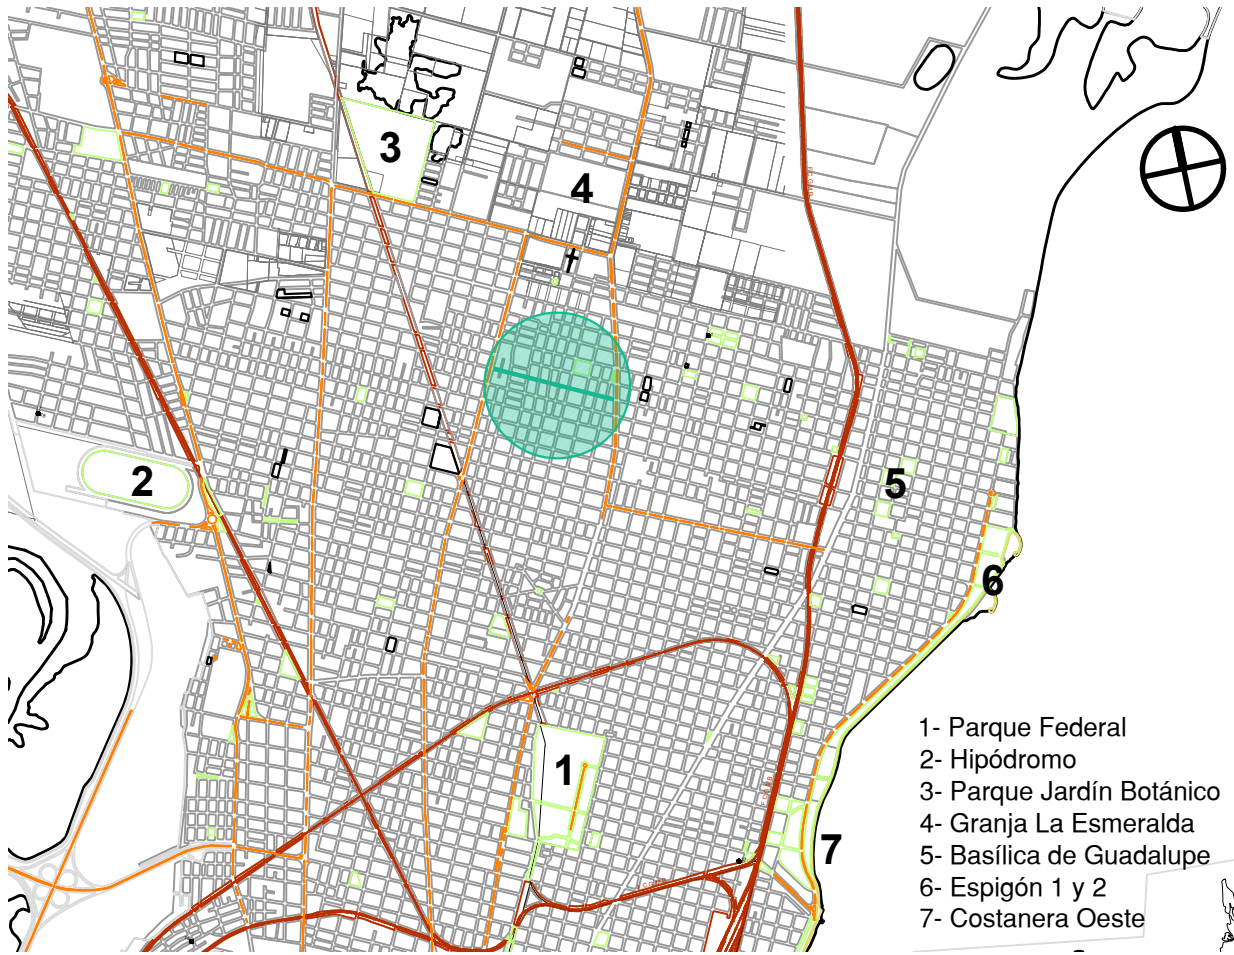 3
4
2
5
6
1
7
1- Parque Federal
2- Hipódromo
3- Parque Jardín Botánico
4- Granja La Esmeralda
5- Basílica de Guadalupe
6- Espigón 1 y 2
7- Costanera Oeste